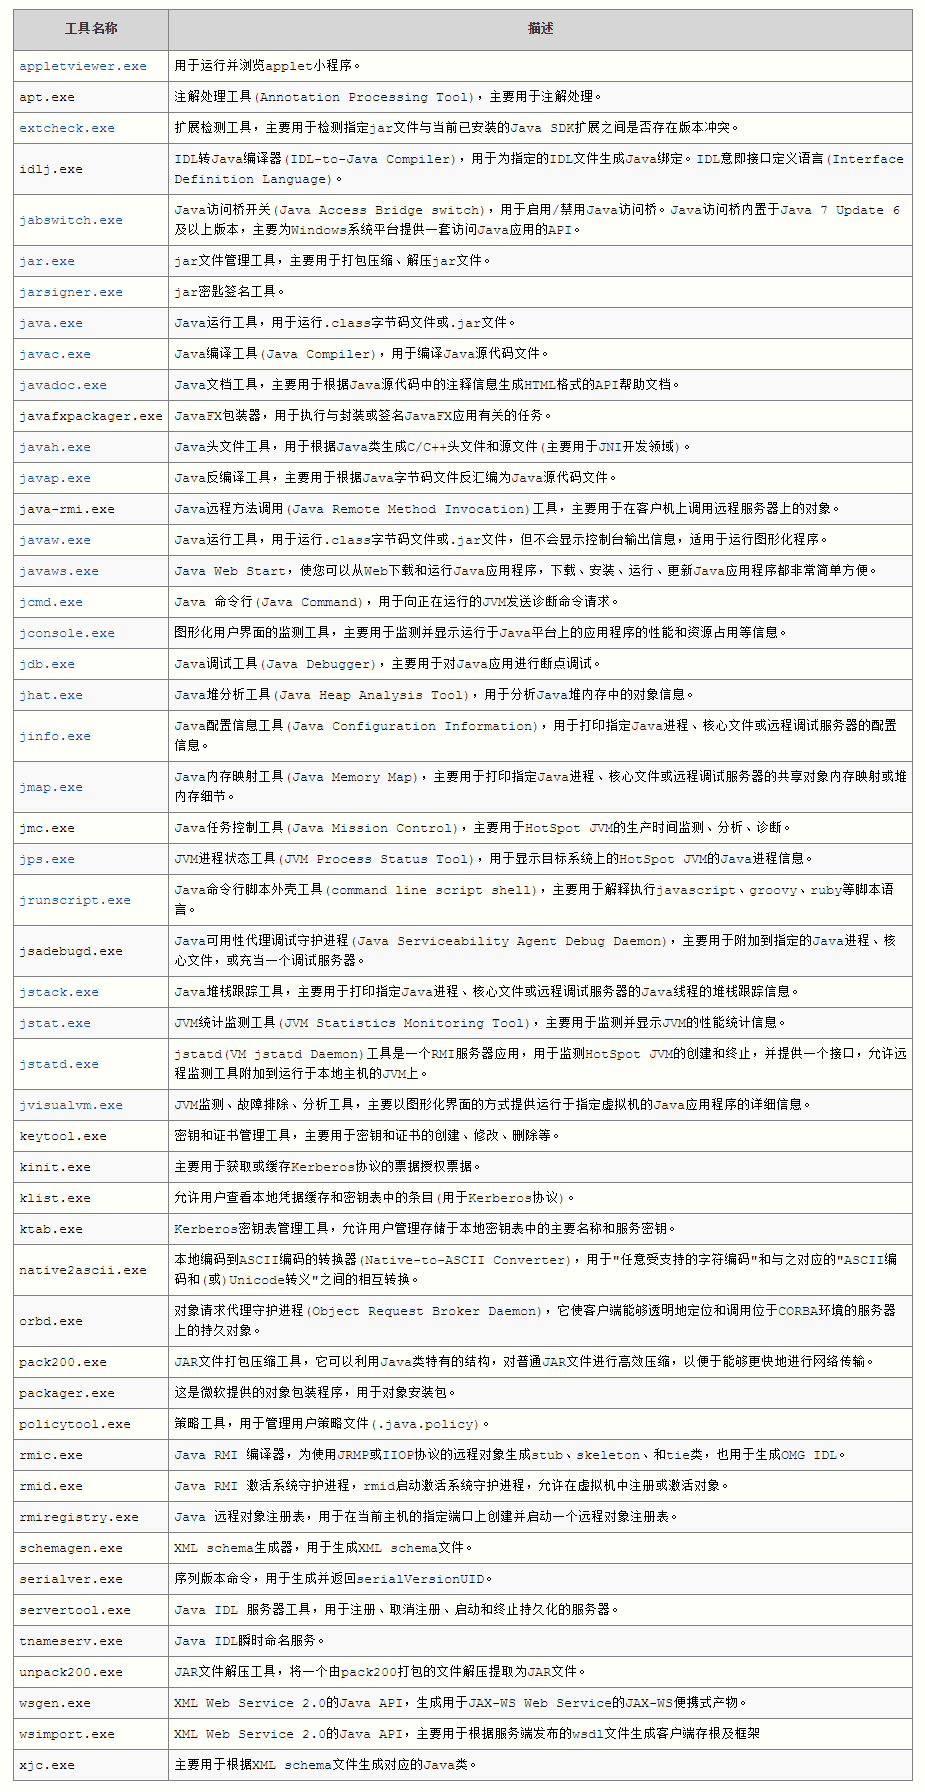 工具名称 描述
appletviewer.exe 用于运行并浏览applet小程序。
apt.exe 注解处理工具(Annotation Processing Tool)，主要用于注解处理。
extcheck.exe 扩展检测工具，主要用于检测指定jar文件与当前已安装的Java SDK扩展之间是否存在版本冲突。
idlj.exe IDL转Java编译器(IDL-to-Java Compiler)，用于为指定的IDL文件生成Java绑定。IDL意即接口定义语言(Interface
Definition Language)。
jabswitch.exe Java访问桥开关(Java Access Bridge switch)，用于启用/禁用Java访问桥。Java访问桥内置于Java 7 Update 6
及以上版本，主要为Windows系统平台提供一套访问Java应用的API。
jar.exe jar文件管理工具，主要用于打包压缩、解压jar文件。
jarsigner.exe jar密匙签名工具。
java.exe Java运行工具，用于运行.class字节码文件或.jar文件。
javac.exe Java编译工具(Java Compiler)，用于编译Java源代码文件。
javadoc.exe Java文档工具，主要用于根据Java源代码中的注释信息生成HTML格式的API帮助文档。
javafxpackager.exe JavaFX包装器，用于执行与封装或签名JavaFX应用有关的任务。
javah.exe Java头文件工具，用于根据Java类生成C/C++头文件和源文件(主要用于JNI开发领域)。
javap.exe Java反编译工具，主要用于根据Java字节码文件反汇编为Java源代码文件。
java-rmi.exe Java远程方法调用(Java Remote Method Invocation)工具，主要用于在客户机上调用远程服务器上的对象。
javaw.exe Java运行工具，用于运行.class字节码文件或.jar文件，但不会显示控制台输出信息，适用于运行图形化程序。
javaws.exe Java Web Start，使您可以从Web下载和运行Java应用程序，下载、安装、运行、更新Java应用程序都非常简单方便。
jcmd.exe Java 命令行(Java Command)，用于向正在运行的JVM发送诊断命令请求。
jconsole.exe 图形化用户界面的监测工具，主要用于监测并显示运行于Java平台上的应用程序的性能和资源占用等信息。
jdb.exe Java调试工具(Java Debugger)，主要用于对Java应用进行断点调试。
jhat.exe Java堆分析工具(Java Heap Analysis Tool)，用于分析Java堆内存中的对象信息。
jinfo.exe Java配置信息工具(Java Configuration Information)，用于打印指定Java进程、核心文件或远程调试服务器的配置
信息。
jmap.exe Java内存映射工具(Java Memory Map)，主要用于打印指定Java进程、核心文件或远程调试服务器的共享对象内存映射或堆
内存细节。
jmc.exe Java任务控制工具(Java Mission Control)，主要用于HotSpot JVM的生产时间监测、分析、诊断。
jps.exe JVM进程状态工具(JVM Process Status Tool)，用于显示目标系统上的HotSpot JVM的Java进程信息。
jrunscript.exe Java命令行脚本外壳工具(command line script shell)，主要用于解释执行javascript、groovy、ruby等脚本语
言。
jsadebugd.exe Java可用性代理调试守护进程(Java Serviceability Agent Debug Daemon)，主要用于附加到指定的Java进程、核
心文件，或充当一个调试服务器。
jstack.exe Java堆栈跟踪工具，主要用于打印指定Java进程、核心文件或远程调试服务器的Java线程的堆栈跟踪信息。
jstat.exe JVM统计监测工具(JVM Statistics Monitoring Tool)，主要用于监测并显示JVM的性能统计信息。
jstatd.exe jstatd(VM jstatd Daemon)工具是一个RMI服务器应用，用于监测HotSpot JVM的创建和终止，并提供一个接口，允许远
程监测工具附加到运行于本地主机的JVM上。
jvisualvm.exe JVM监测、故障排除、分析工具，主要以图形化界面的方式提供运行于指定虚拟机的Java应用程序的详细信息。
keytool.exe 密钥和证书管理工具，主要用于密钥和证书的创建、修改、删除等。
kinit.exe 主要用于获取或缓存Kerberos协议的票据授权票据。
klist.exe 允许用户查看本地凭据缓存和密钥表中的条目(用于Kerberos协议)。
ktab.exe Kerberos密钥表管理工具，允许用户管理存储于本地密钥表中的主要名称和服务密钥。
native2ascii.exe 本地编码到ASCII编码的转换器(Native-to-ASCII Converter)，用于"任意受支持的字符编码"和与之对应的"ASCII编
码和(或)Unicode转义"之间的相互转换。
orbd.exe 对象请求代理守护进程(Object Request Broker Daemon)，它使客户端能够透明地定位和调用位于CORBA环境的服务器
上的持久对象。
pack200.exe JAR文件打包压缩工具，它可以利用Java类特有的结构，对普通JAR文件进行高效压缩，以便于能够更快地进行网络传输。
packager.exe 这是微软提供的对象包装程序，用于对象安装包。
policytool.exe 策略工具，用于管理用户策略文件(.java.policy)。
rmic.exe Java RMI 编译器，为使用JRMP或IIOP协议的远程对象生成stub、skeleton、和tie类，也用于生成OMG IDL。
rmid.exe Java RMI 激活系统守护进程，rmid启动激活系统守护进程，允许在虚拟机中注册或激活对象。
rmiregistry.exe Java 远程对象注册表，用于在当前主机的指定端口上创建并启动一个远程对象注册表。
schemagen.exe XML schema生成器，用于生成XML schema文件。
serialver.exe 序列版本命令，用于生成并返回serialVersionUID。
servertool.exe Java IDL 服务器工具，用于注册、取消注册、启动和终止持久化的服务器。
tnameserv.exe Java IDL瞬时命名服务。
unpack200.exe JAR文件解压工具，将一个由pack200打包的文件解压提取为JAR文件。
wsgen.exe XML Web Service 2.0的Java API，生成用于JAX-WS Web Service的JAX-WS便携式产物。
wsimport.exe XML Web Service 2.0的Java API，主要用于根据服务端发布的wsdl文件生成客户端存根及框架
xjc.exe 主要用于根据XML schema文件生成对应的Java类。